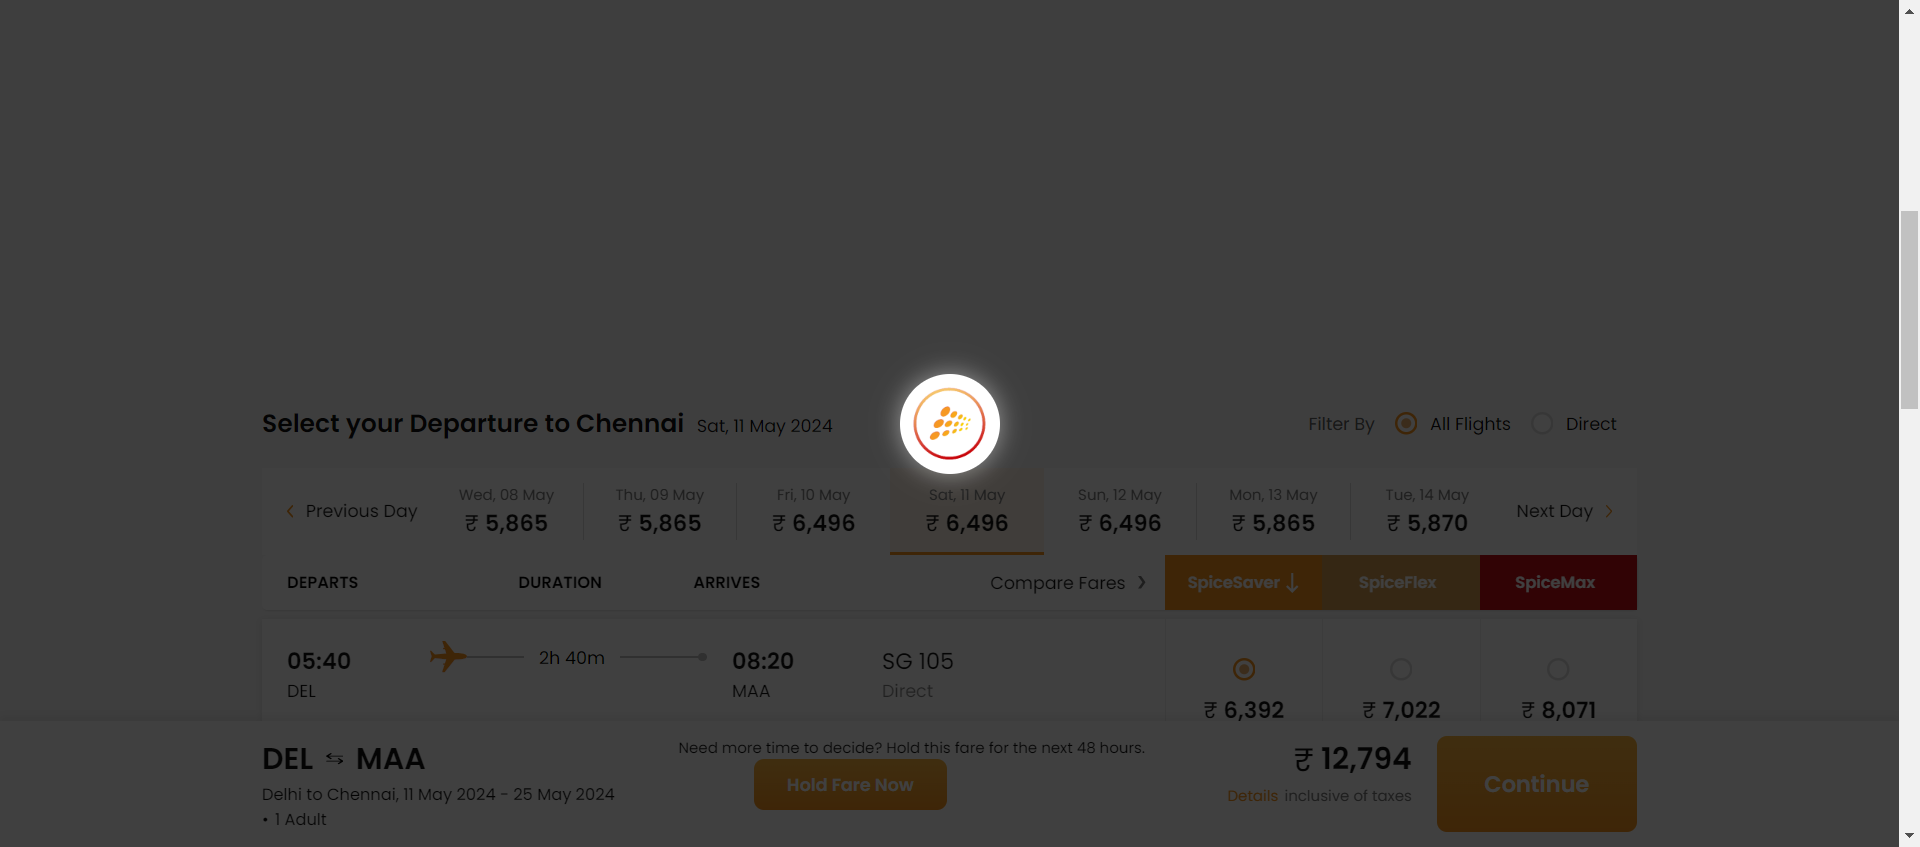 Select your Departure to Chennai Sat, 11 May 2024 Filter By All Flights Direct
Previous Day Wed, 08 May Thu, 09 May Fri, 10 May Sat, 11 May Sun, 12 May Mon, 13 May Tue, 14 May Next Day
₹ 5,865 ₹ 5,865 ₹ 6,496 ₹ 6,496 ₹ 6,496 ₹ 5,865 ₹ 5,870
DEPARTS DURATION ARRIVES Compare Fares SpiceSaver SpiceFlex SpiceMax
05:40 2h 40m 08:20 SG 105
DEL MAA Direct
₹ 6,392 ₹ 7,022 ₹ 8,071
DEL ⇆ MAA Need more time to decide? Hold this fare for the next 48 hours. ₹ 12,794
Hold Fare Now Continue
Delhi to Chennai, 11 May 2024 - 25 May 2024 Details inclusive of taxes
• 1 Adult